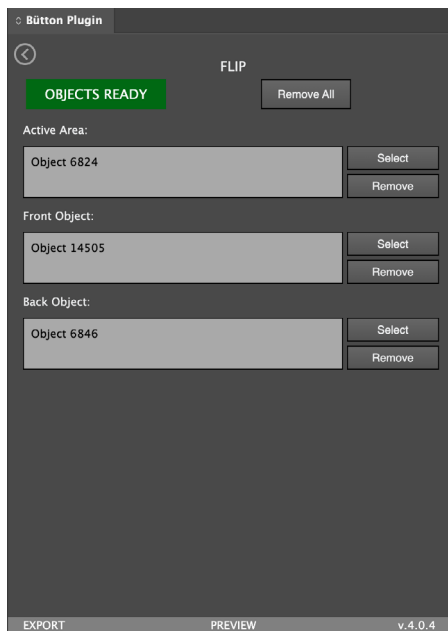 Bütton Plugin
FLIP
OBJECTS READY
Remove All
Active Area:
Object 6824
Select
Remove
Front Object:
Object 14505
Select
Remove
Back Object:
Object 6846
Select
Remove
EXPORT PREVIEW v.4.0.4